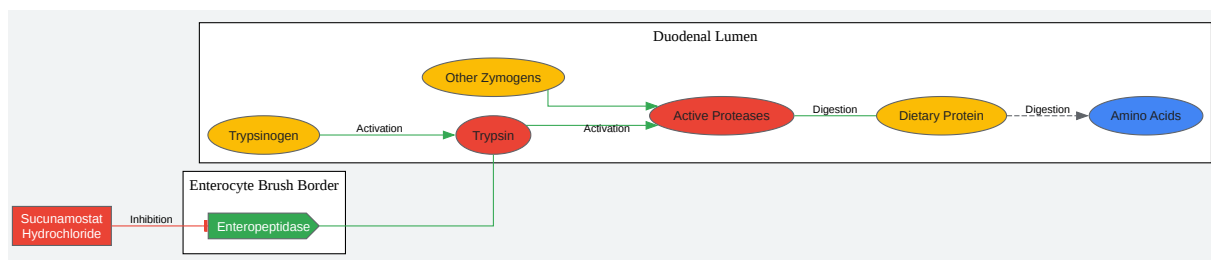 Duodenal Lumen
Other Zymogens
Trypsinogen
Activation
Trypsin
Activation
Active Proteases
Digestion
Dietary Protein
Digestion
Amino Acids
Enterocyte Brush Border
Sucunamostat
Hydrochloride
Inhibition
Enteropeptidase